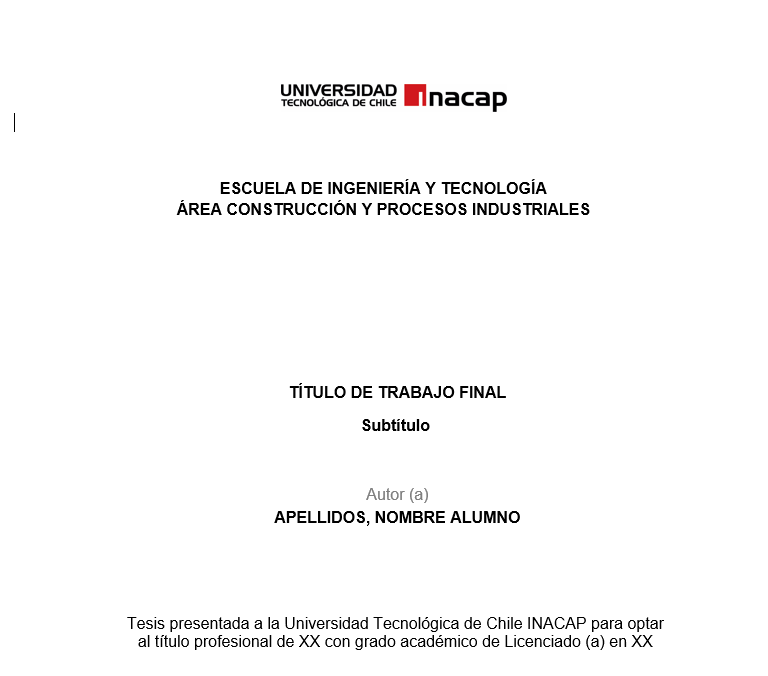 UNIVERSIDAD
TECNOLÓGICA DE CHILE inacap
ESCUELA DE INGENIERÍA Y TECNOLOGÍA
ÁREA CONSTRUCCIÓN Y PROCESOS INDUSTRIALES
TÍTULO DE TRABAJO FINAL
Subtítulo
Autor (a)
APELLIDOS, NOMBRE ALUMNO
Tesis presentada a la Universidad Tecnológica de Chile INACAP para optar
al título profesional de XX con grado académico de Licenciado (a) en XX